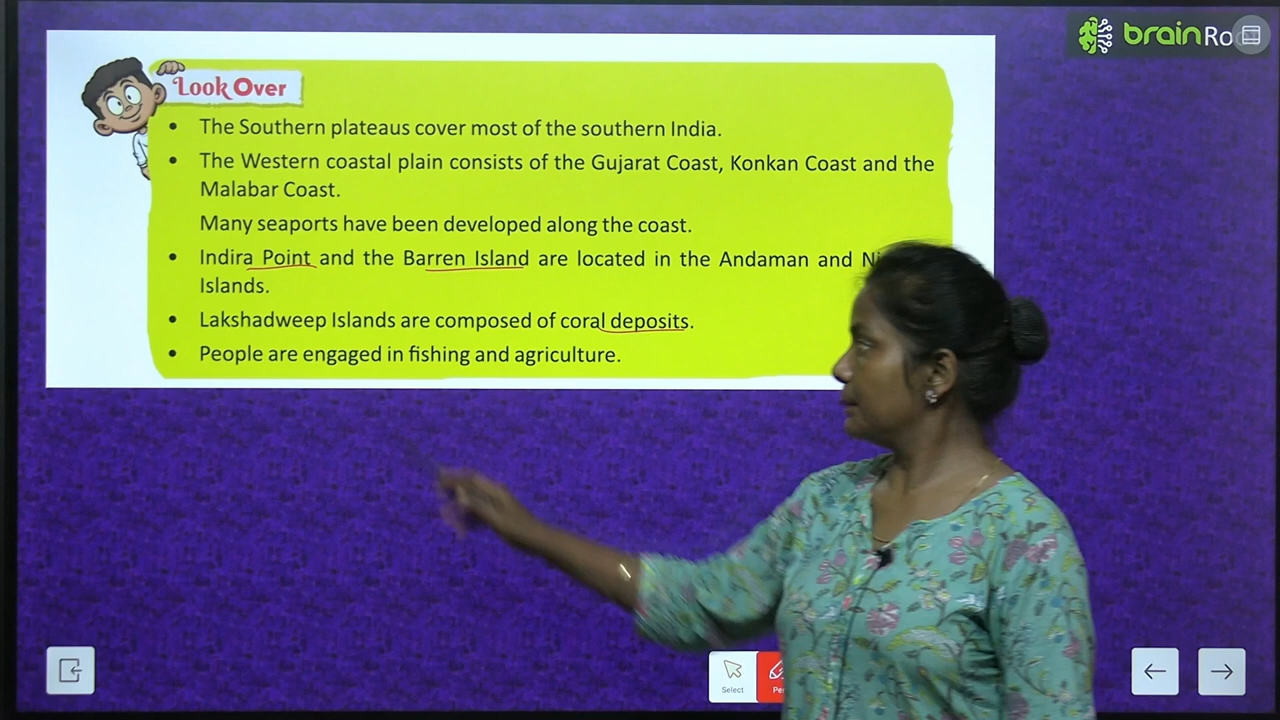 brainRo
Look Over
• The Southern plateaus cover most of the southern India.
• The Western coastal plain consists of the Gujarat Coast, Konkan Coast and the
Malabar Coast.
Many seaports have been developed along the coast.
• Indira Point and the Barren Island are located in the Andaman and
Islands.
• Lakshadweep Islands are composed of coral deposits.
• People are engaged in fishing and agriculture.
Select